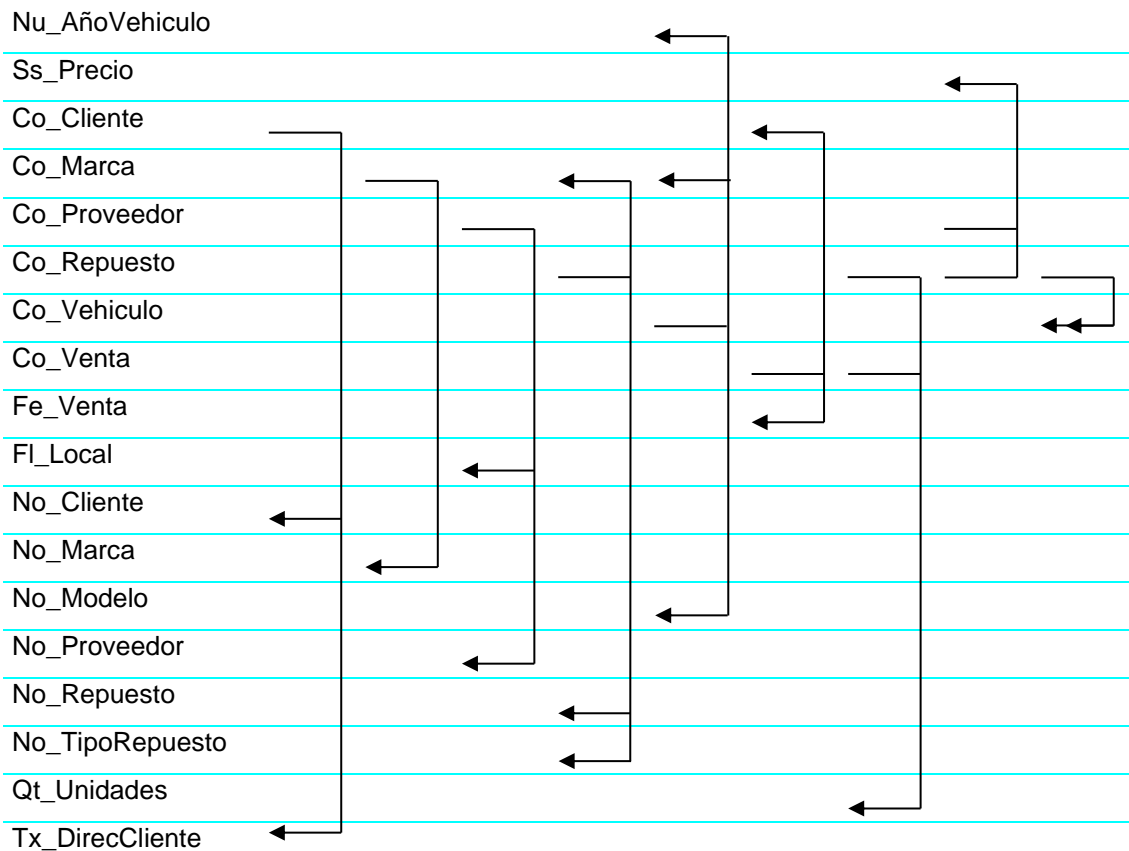 Nu_AñoVehiculo
Ss_Precio
Co_Cliente
Co_Marca
Co_Proveedor
Co_Repuesto
Co_Vehiculo
Co_Venta
Fe_Venta
Fl_Local
No_Cliente
No_Marca
No_Modelo
No_Proveedor
No_Repuesto
No_TipoRepuesto
Qt_Unidades
Tx_DirecCliente